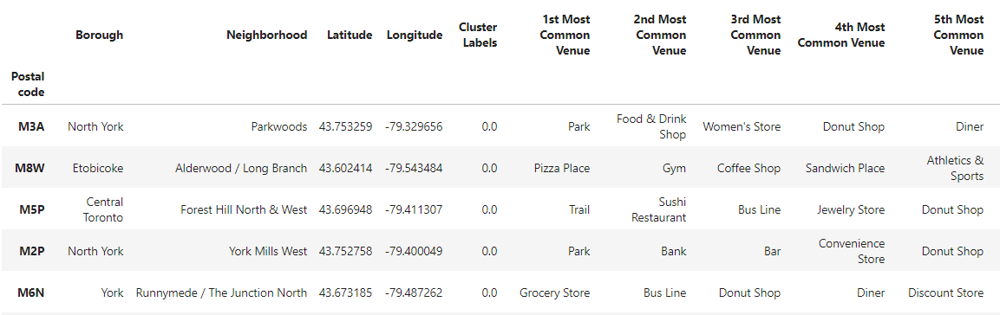 Borough Neighborhood Latitude Longitude Cluster Labels 1st Most Common Venue 2nd Most Common Venue 3rd Most Common Venue 4th Most Common Venue 5th Most Common Venue
Postal code
M3A North York Parkwoods 43.753259 -79.329656 0.0 Park Food & Drink Shop Women's Store Donut Shop Diner
M8W Etobicoke Alderwood / Long Branch 43.602414 -79.543484 0.0 Pizza Place Gym Coffee Shop Sandwich Place Athletics & Sports
M5P Central Toronto Forest Hill North & West 43.696948 -79.411307 0.0 Trail Sushi Restaurant Bus Line Jewelry Store Donut Shop
M2P North York York Mills West 43.752758 -79.400049 0.0 Park Bank Bar Convenience Store Donut Shop
M6N York Runnymede / The Junction North 43.673185 -79.487262 0.0 Grocery Store Bus Line Donut Shop Diner Discount Store